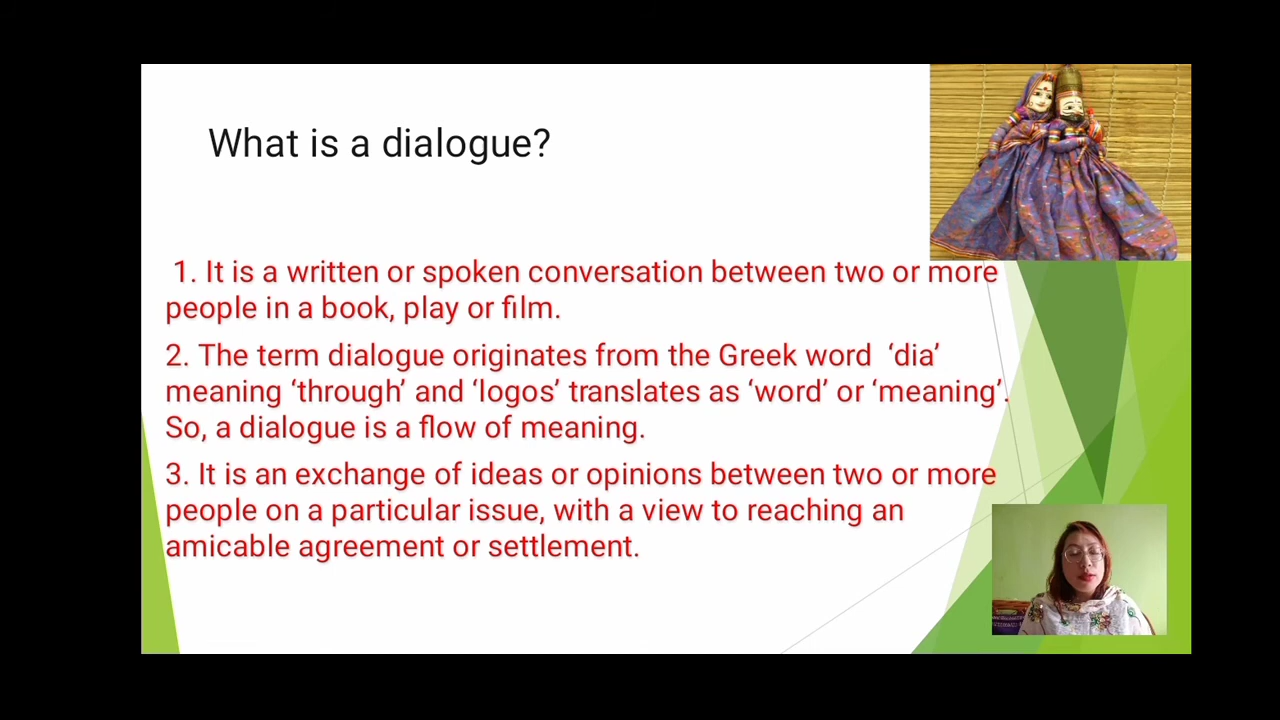 What is a dialogue?
1. It is a written or spoken conversation between two or more
people in a book, play or film.
2. The term dialogue originates from the Greek word ‘dia’
meaning ‘through’ and ‘logos’ translates as ‘word’ or ‘meaning’.
So, a dialogue is a flow of meaning.
3. It is an exchange of ideas or opinions between two or more
people on a particular issue, with a view to reaching an
amicable agreement or settlement.